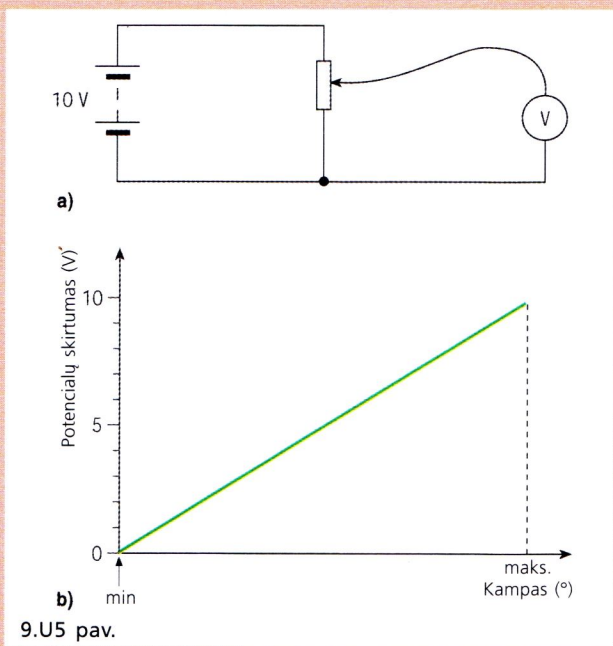 10 V
V
a)
Potencialų skirtumas (V)
10
5
0
maks.
Kampas (°)
b)
min
9.U5 pav.